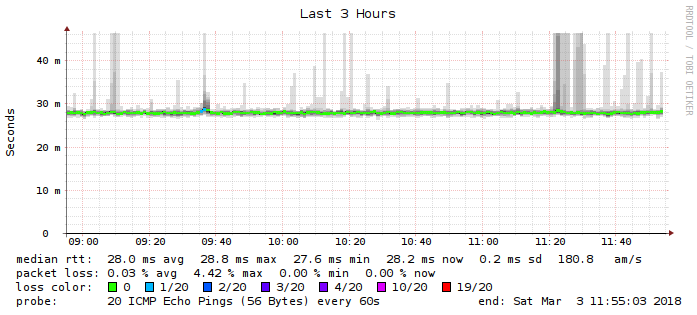 Last 3 Hours
RRDTOOL / TOBI OETIKER
Seconds
40 m
30 m
20 m
10 m
0
09:00 09:20 09:40 10:00 10:20 10:40 11:00 11:20 11:40
median rtt: 28.0 ms avg 28.8 ms max 27.6 ms min 28.2 ms now 0.2 ms sd 180.8 am/s
packet loss: 0.03 % avg 4.42 % max 0.00 % min 0.00 % now
loss color: 0 1/20 2/20 3/20 4/20 10/20 19/20
probe: 20 ICMP Echo Pings (56 Bytes) every 60s end: Sat Mar 3 11:55:03 2018